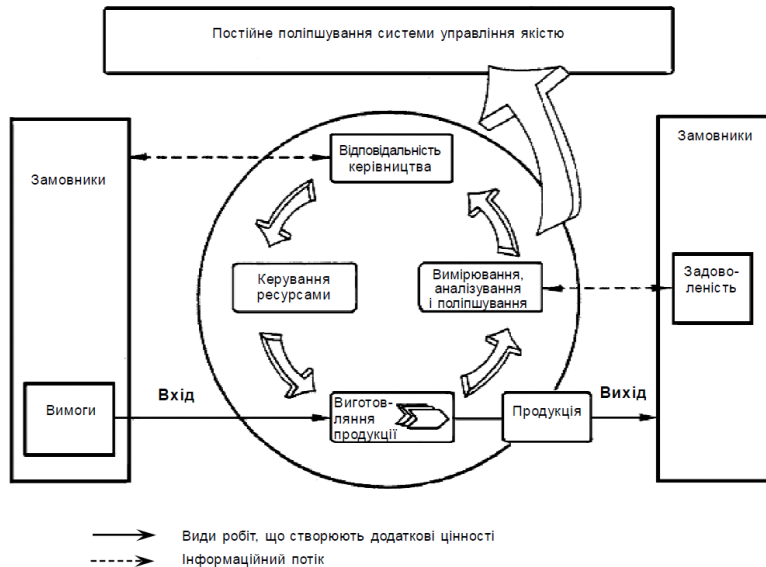 Постійне поліпшування системи управління якістю
Замовники
Відповідальність
керівництва
Замовники
Керування
ресурсами
Вимірювання,
аналізування
і поліпшування
Задово-
леність
Вимоги
Вхід
Виготов-
ляння
продукції
Продукція
Вихід
Види робіт, що створюють додаткові цінності
Інформаційний потік